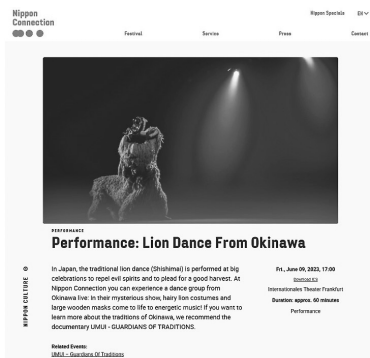 Nippon
Connection
Nippon Specials
EN
Festival
Service
Press
Contact
PERFORMANCE
Performance: Lion Dance From Okinawa
NIPPON CULTURE
In Japan, the traditional lion dance (Shishimai) is performed at big
celebrations to repel evil spirits and to plead for a good harvest. At
Nippon Connection you can experience a dance group from
Okinawa live: In their mysterious show, hairy lion costumes and
large wooden masks come to life to energetic music! If you want to
learn more about the traditions of Okinawa, we recommend the
documentary UMUI - GUARDIANS OF TRADITIONS.
Related Events:
UMUI – Guardians Of Traditions
Fri., June 09, 2023, 17:00
Download ICS
Internationales Theater Frankfurt
Duration: approx. 60 minutes
Performance